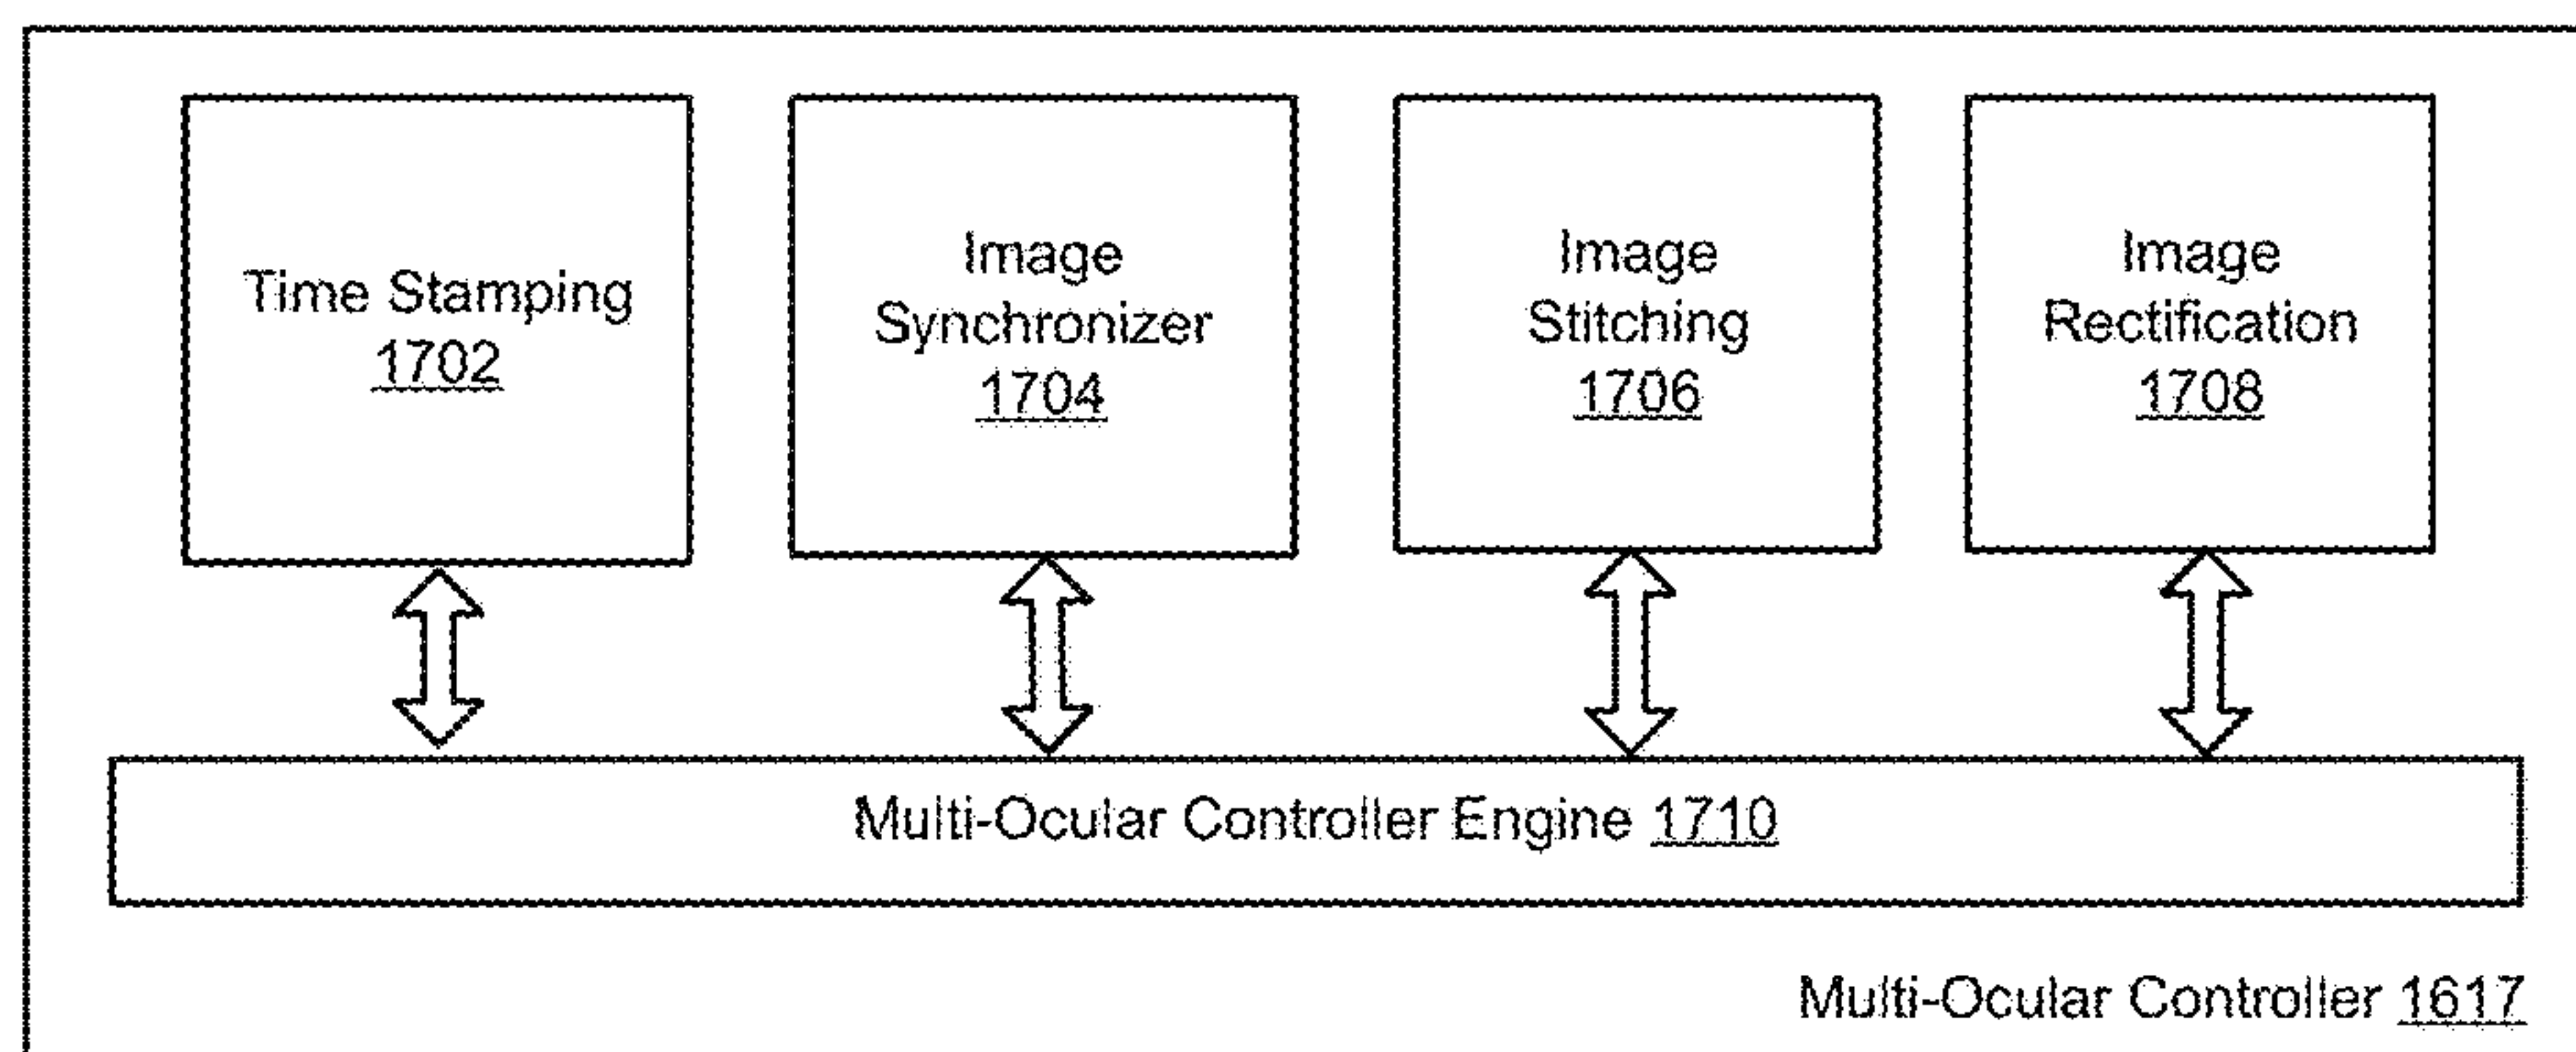 Time Stamping
1702
Image
Synchronizer
1704
Image
Stitching
1706
Image
Rectification
1708
Multi-Ocular Controller Engine 1710
Multi-Ocular Controller 1617